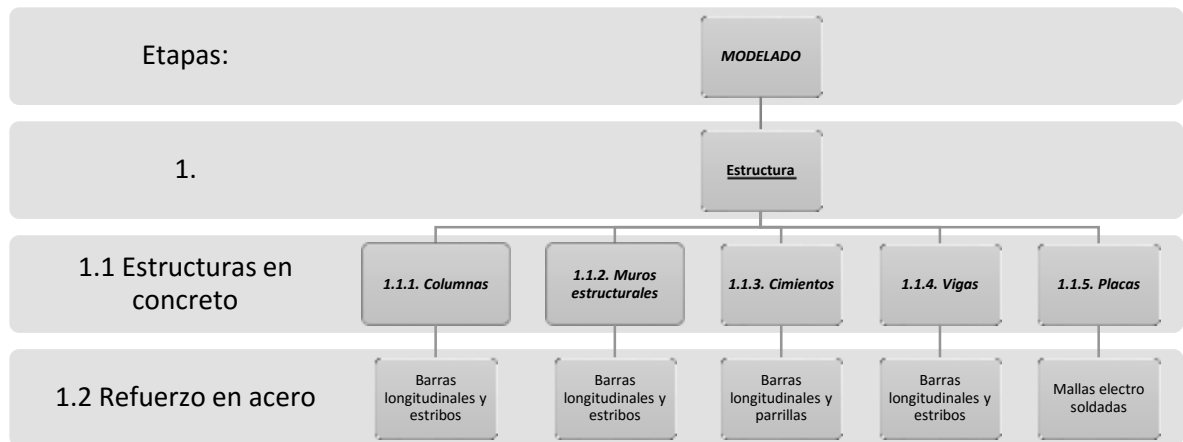 Etapas:
MODELADO
1.
Estructura
1.1 Estructuras en
concreto
1.1.1. Columnas
1.1.2. Muros
estructurales
1.1.3. Cimientos
1.1.4. Vigas
1.1.5. Placas
1.2 Refuerzo en acero
Barras
longitudinales y
estribos
Barras
longitudinales y
estribos
Barras
longitudinales y
parrillas
Barras
longitudinales y
estribos
Mallas electro
soldadas